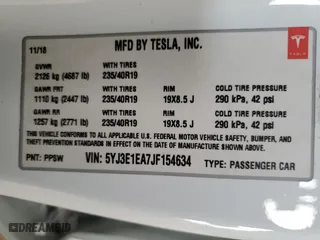 11/18 MFD BY TESLA, INC.
GVWR WITH TIRES
2126 kg (4687 lb) 235/40R19 TESLA
GAWR FRT WITH TIRES RIM COLD TIRE PRESSURE
1110 kg (2447 lb) 235/40R19 19X8.5 J 290 kPa, 42 psi
GAWR RR WITH TIRES RIM COLD TIRE PRESSURE
1257 kg (2771 lb) 235/40R19 19X8.5 J 290 kPa, 42 psi
THIS VEHICLE CONFORMS TO ALL APPLICABLE U.S. FEDERAL MOTOR VEHICLE SAFETY, BUMPER, AND
THEFT PREVENTION STANDARDS IN EFFECT ON THE DATE OF MANUFACTURE SHOWN ABOVE.
PNT: PPSW VIN: 5YJ3E1EA7JF154634 TYPE: PASSENGER CAR